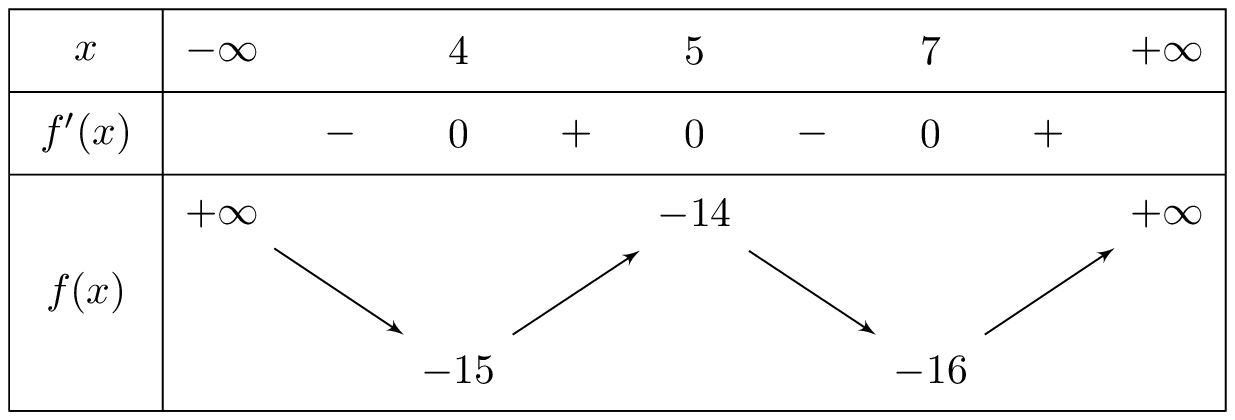 x −∞ 4 5 7 +∞
f′(x) − 0 + 0 − 0 +
+∞ −14 +∞
f(x)
−15 −16